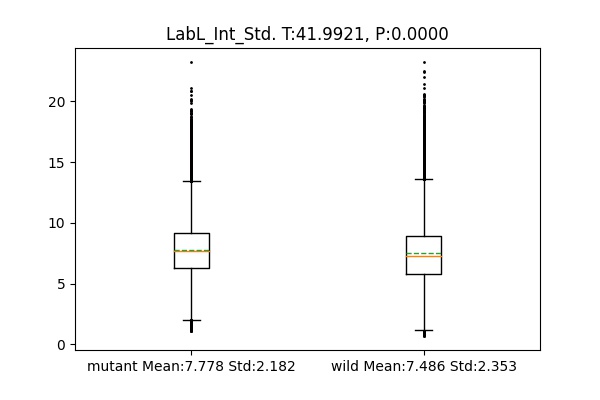 LabL_Int_Std. T:41.9921, P:0.0000
20
15
10
5
0
mutant Mean:7.778 Std:2.182
wild Mean:7.486 Std:2.353